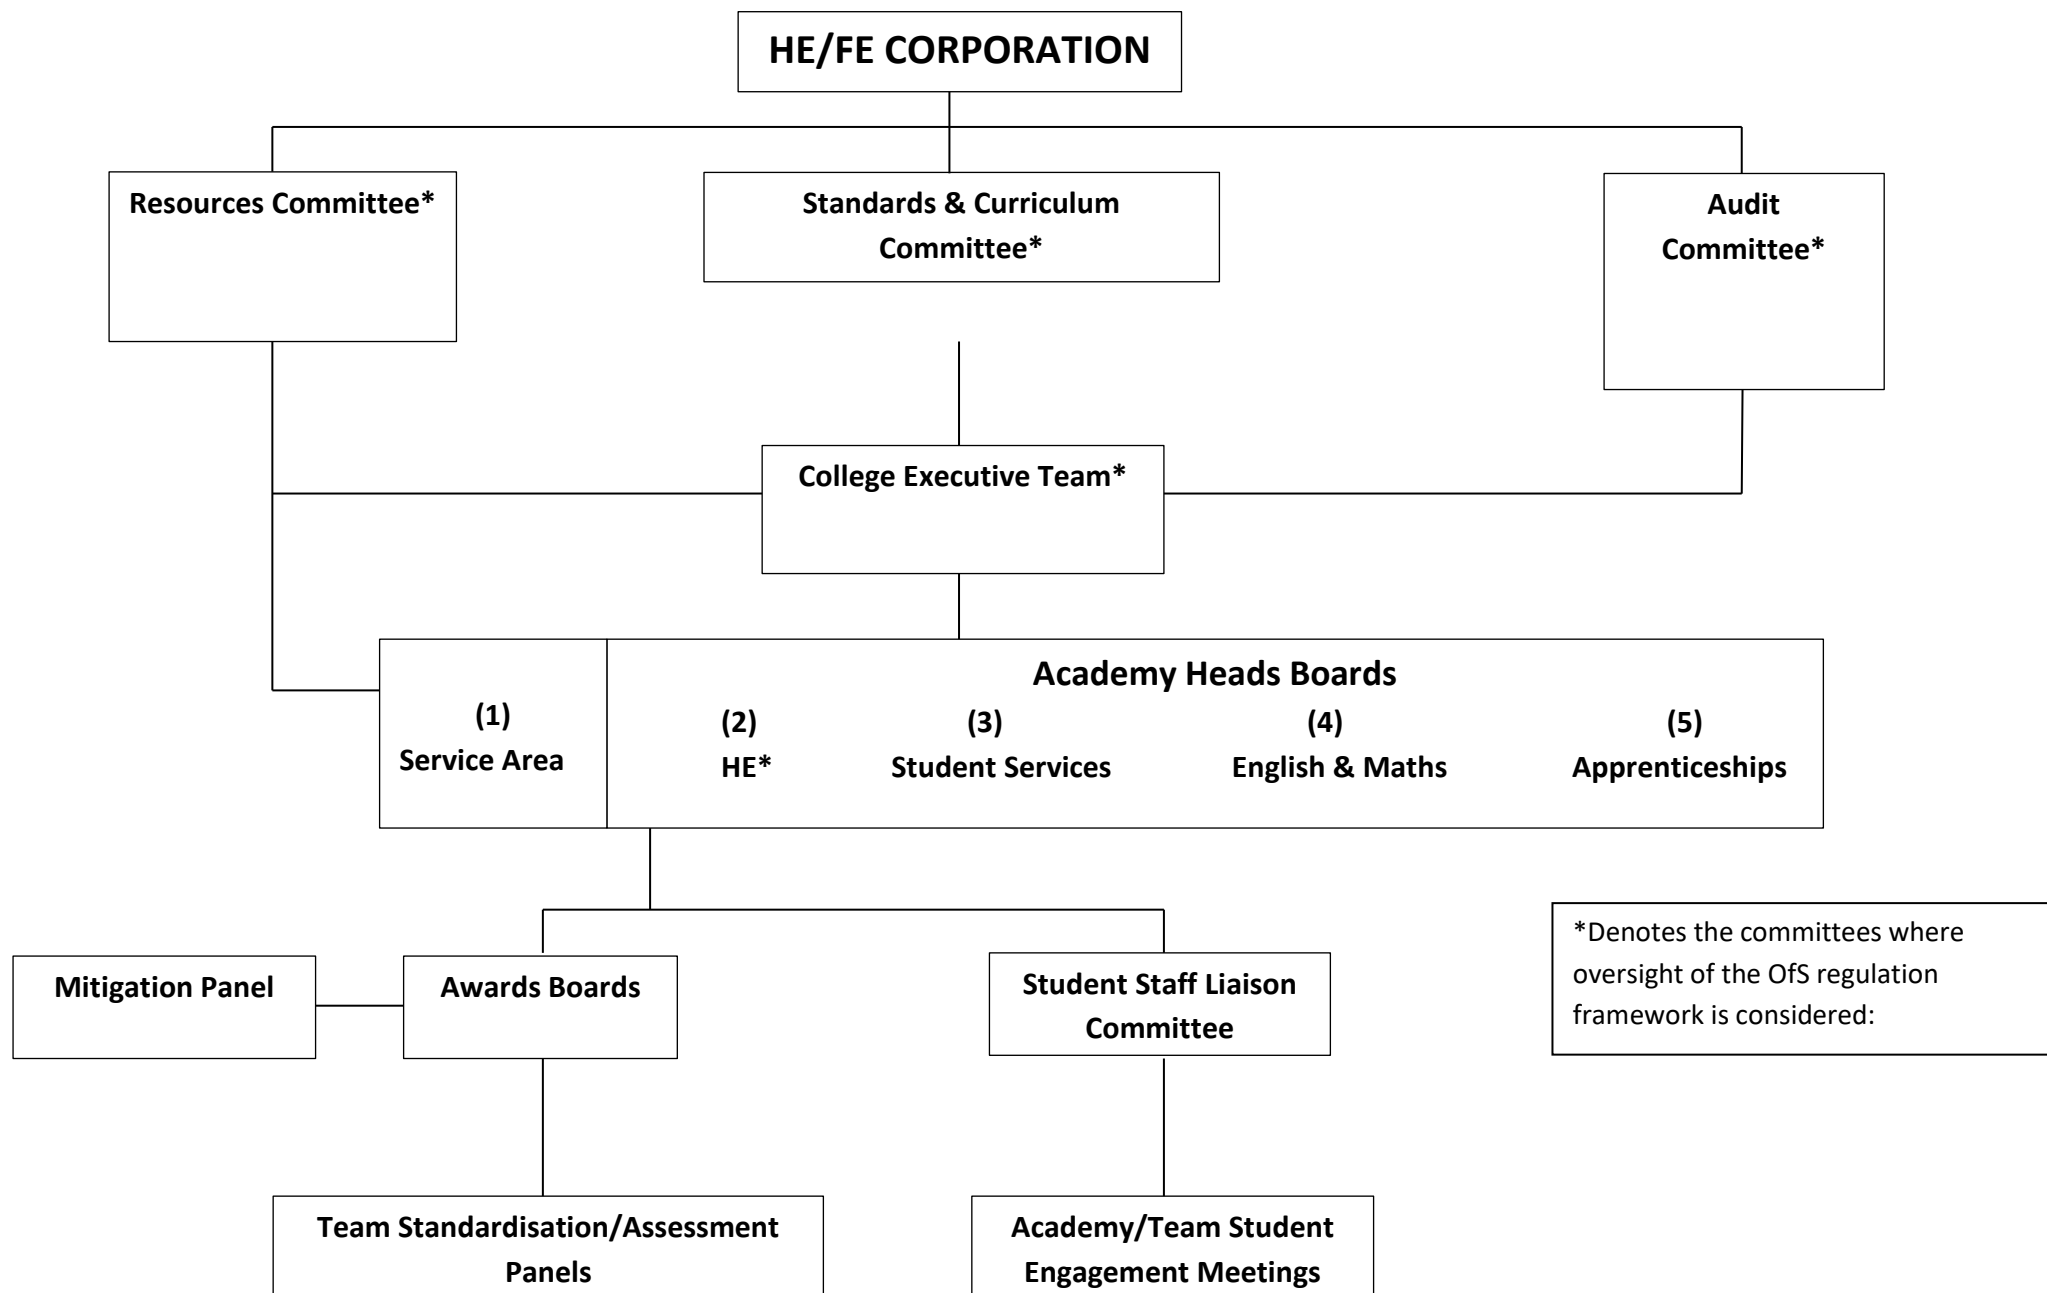 HE/FE CORPORATION
Resources Committee*
Standards & Curriculum
Committee*
Audit
Committee*
College Executive Team*
Academy Heads Boards
(1)
Service Area
(2)
HE*
(3)
Student Services
(4)
English & Maths
(5)
Apprenticeships
Mitigation Panel
Awards Boards
Student Staff Liaison
Committee
*Denotes the committees where
oversight of the OfS regulation
framework is considered:
Team Standardisation/Assessment
Panels
Academy/Team Student
Engagement Meetings